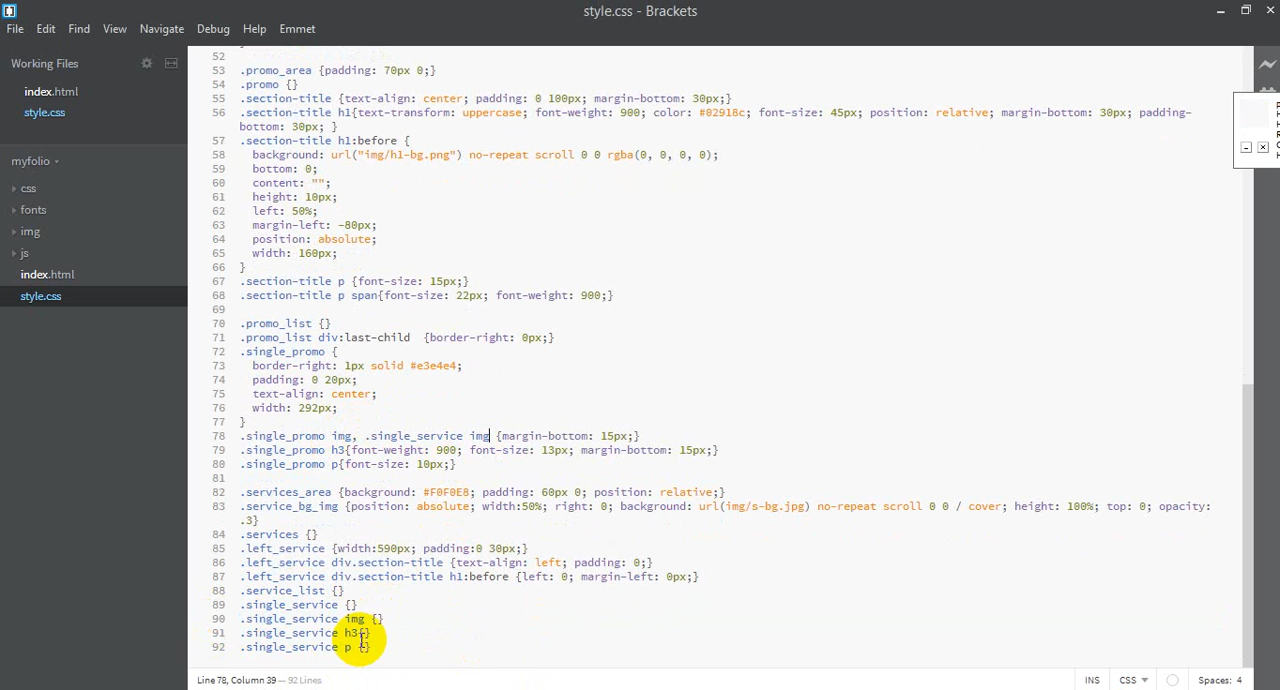 style.css - Brackets
File Edit Find View Navigate Debug Help Emmet
Working Files
index.html
style.css
myfolio
css
fonts
img
js
index.html
style.css
52
53 .promo_area {padding: 70px 0;}
54 .promo {}
55 .section-title {text-align: center; padding: 0 100px; margin-bottom: 30px;}
56 .section-title h1{text-transform: uppercase; font-weight: 900; color: #02918c; font-size: 45px; position: relative; margin-bottom: 30px; padding-
bottom: 30px; }
57 .section-title h1:before {
58 background: url("img/h1-bg.png") no-repeat scroll 0 0 rgba(0, 0, 0, 0);
59 bottom: 0;
60 content: "";
61 height: 10px;
62 left: 50%;
63 margin-left: -80px;
64 position: absolute;
65 width: 160px;
66 }
67 .section-title p {font-size: 15px;}
68 .section-title p span{font-size: 22px; font-weight: 900;}
69
70 .promo_list {}
71 .promo_list div:last-child {border-right: 0px;}
72 .single_promo {
73 border-right: 1px solid #e3e4e4;
74 padding: 0 20px;
75 text-align: center;
76 width: 292px;
77 }
78 .single_promo img, .single_service img {margin-bottom: 15px;}
79 .single_promo h3{font-weight: 900; font-size: 13px; margin-bottom: 15px;}
80 .single_promo p{font-size: 10px;}
81
82 .services_area {background: #F0F0E8; padding: 60px 0; position: relative;}
83 .service_bg_img {position: absolute; width:50%; right: 0; background: url(img/s-bg.jpg) no-repeat scroll 0 0 / cover; height: 100%; top: 0; opacity:
.3}
84 .services {}
85 .left_service {width:590px; padding:0 30px;}
86 .left_service div.section-title {text-align: left; padding: 0;}
87 .left_service div.section-title h1:before {left: 0; margin-left: 0px;}
88 .service_list {}
89 .single_service {}
90 .single_service img {}
91 .single_service h3{}
92 .single_service p {}
Line 78, Column 39 — 92 Lines
INS CSS Spaces: 4